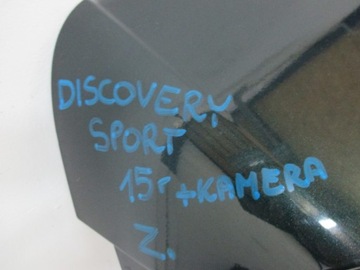 DISCOVERY
SPORT
15r +KAMERA
Z.